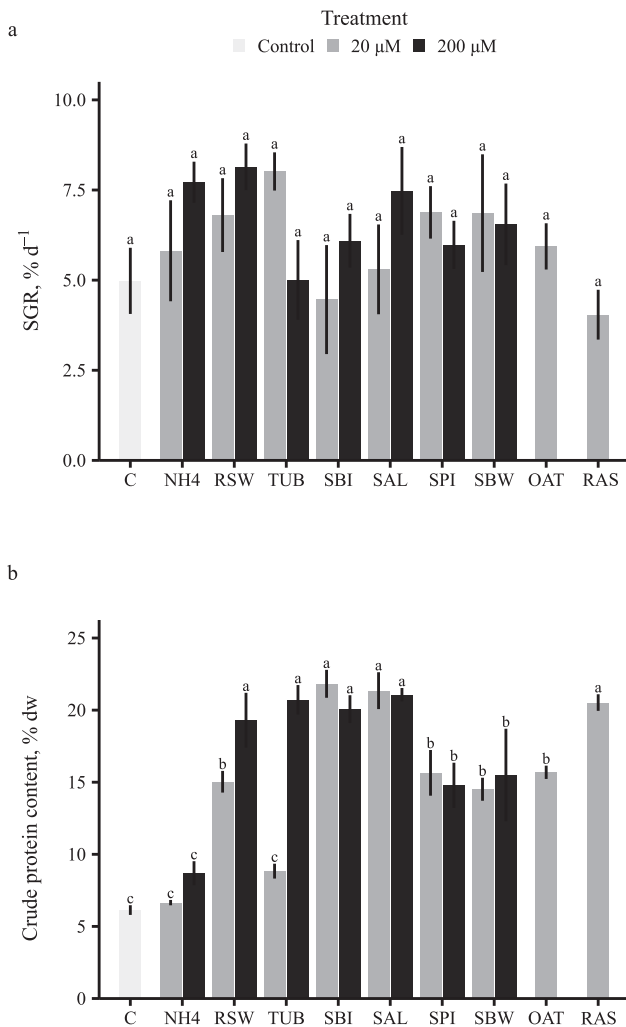 a
Treatment
Control 20 µM 200 µM
SGR, % d⁻¹
10.0
7.5
5.0
2.5
0.0
a a a a a a a a a a a a a a a a a
C NH4 RSW TUB SBI SAL SPI SBW OAT RAS
b
Crude protein content, % dw
25
20
15
10
5
0
c c c b a c a a a a a b b b b b a
C NH4 RSW TUB SBI SAL SPI SBW OAT RAS